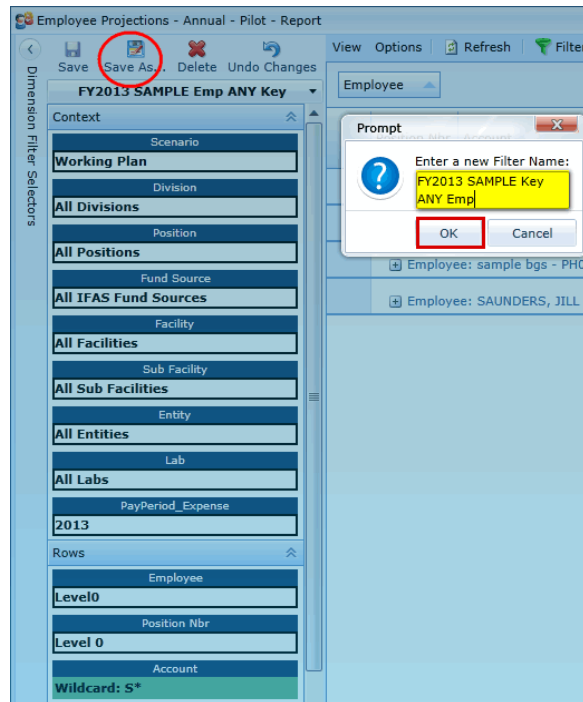 Employee Projections - Annual - Pilot - Report
Save Save As... Delete Undo Changes
View Options Refresh Filter
Dimension Filter Selectors
FY2013 SAMPLE Emp ANY Key
Employee
Context
Scenario
Working Plan
Division
All Divisions
Position
All Positions
Fund Source
All IFAS Fund Sources
Facility
All Facilities
Sub Facility
All Sub Facilities
Entity
All Entities
Lab
All Labs
PayPeriod_Expense
2013
Rows
Employee
Level0
Position Nbr
Level 0
Account
Wildcard: S*
Prompt
Position Nbr Account
Enter a new Filter Name:
FY2013 SAMPLE Key
ANY Emp
OK Cancel
Employee: sample bgs - PH
Employee: SAUNDERS, JILL